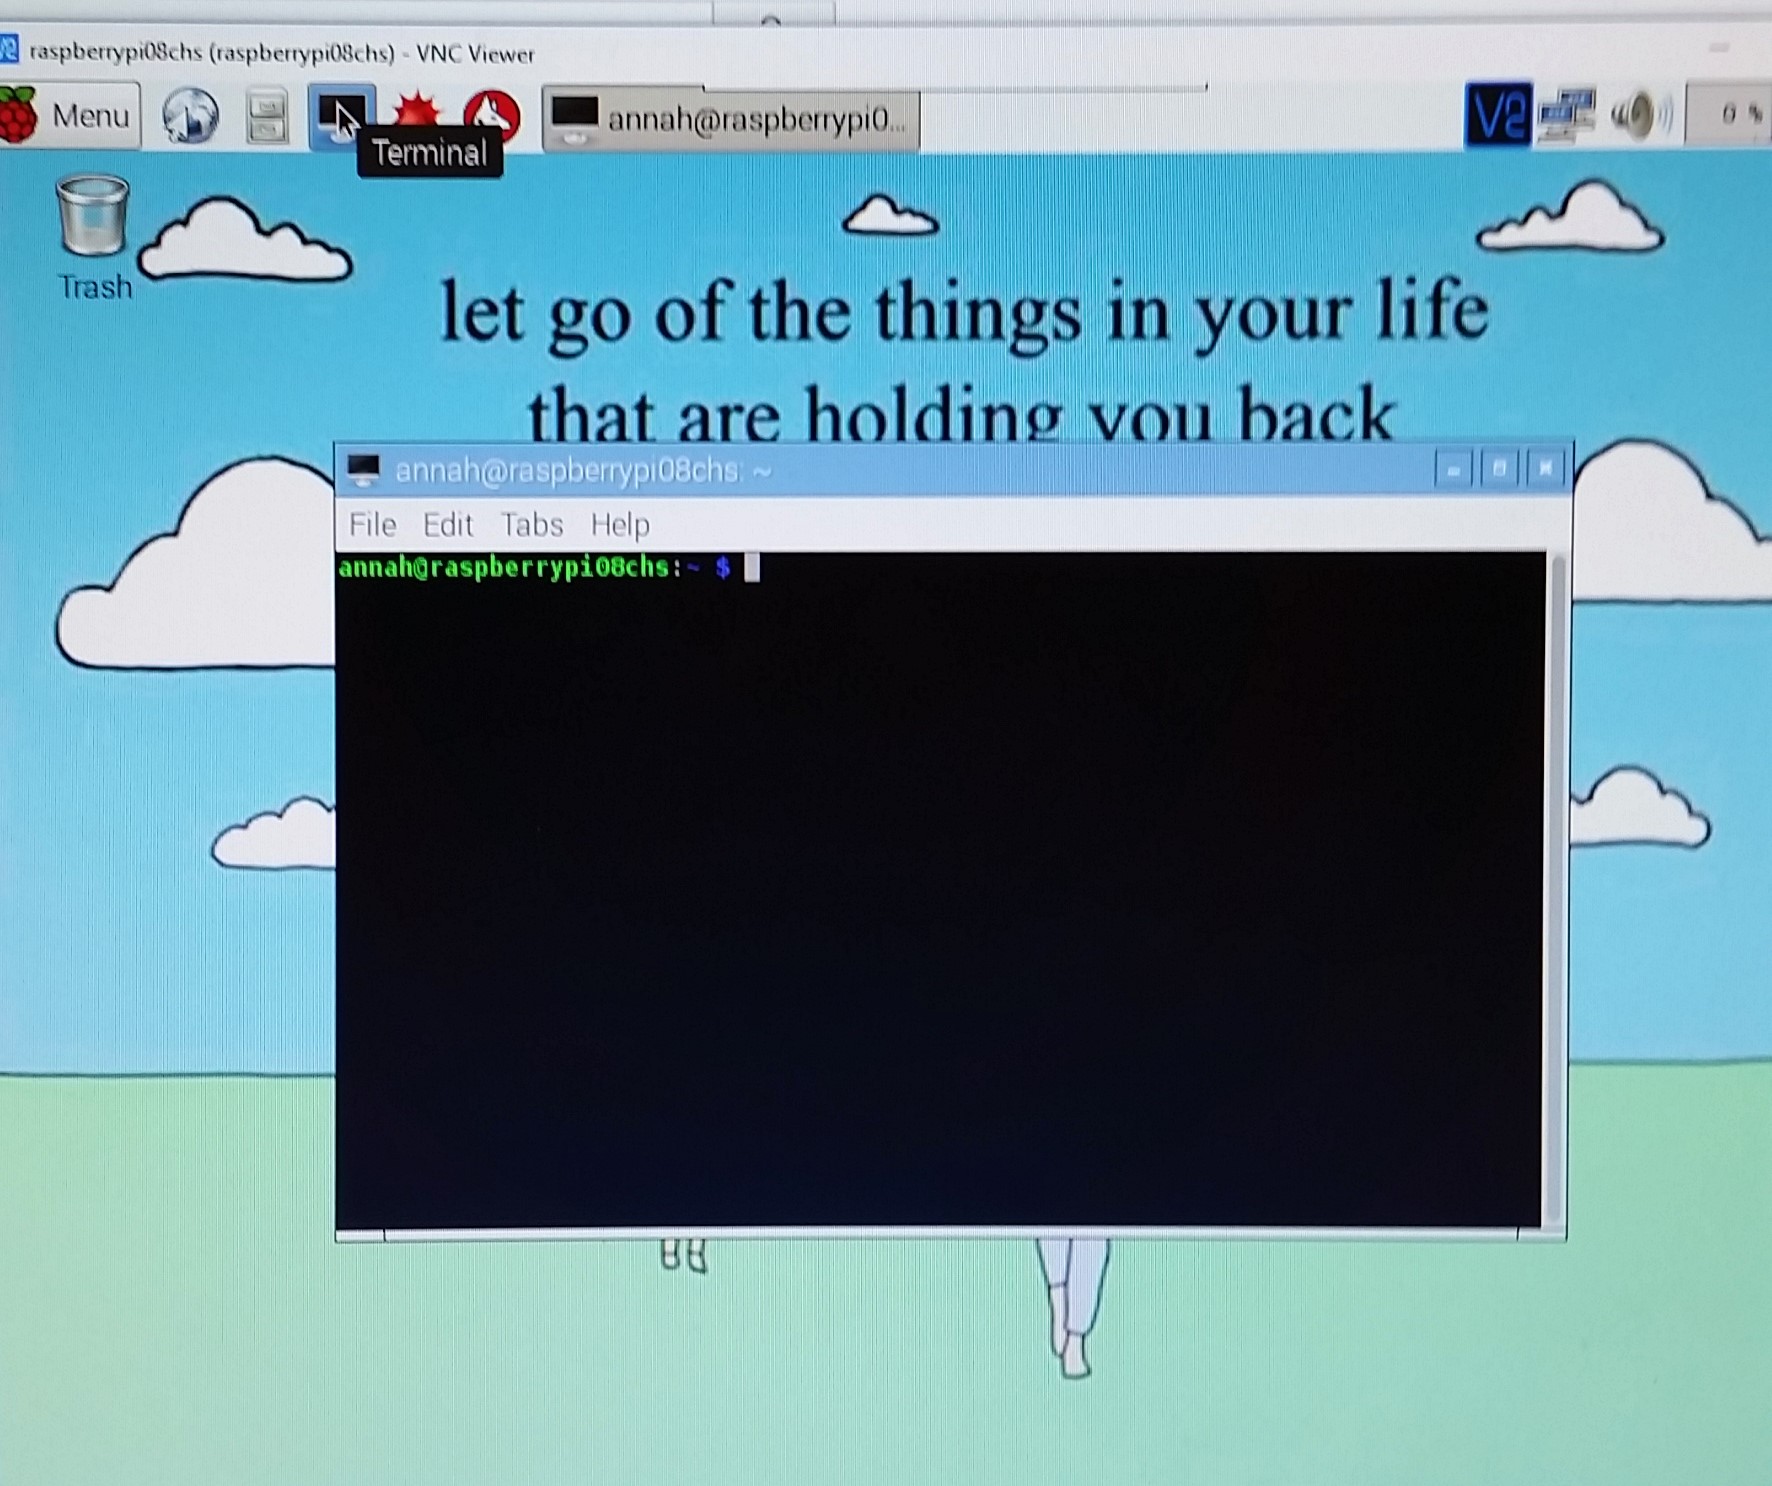 raspberrypi08chs (raspberrypi08chs) - VNC Viewer
Menu
annah@raspberrypi0...
0 %
Terminal
Trash
let go of the things in your life
that are holding you back
annah@raspberrypi08chs: ~
File Edit Tabs Help
annah@raspberrypi08chs:~ $